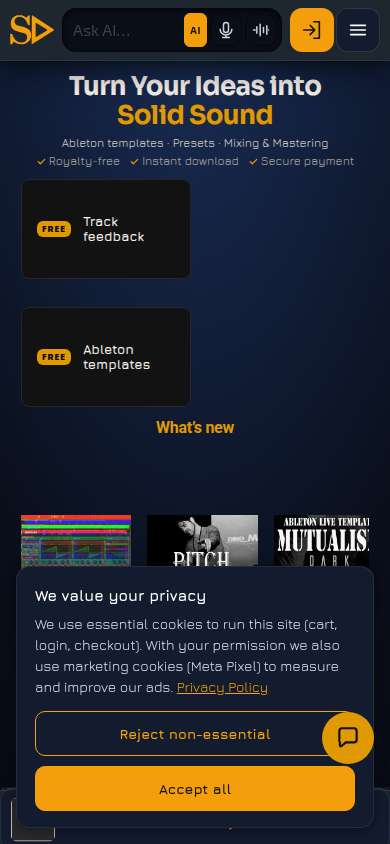 SD
Ask AI...
AI
Turn Your Ideas into
Solid Sound
Ableton templates · Presets · Mixing & Mastering
✓ Royalty-free ✓ Instant download ✓ Secure payment
FREE
Track
feedback
FREE
Ableton
templates
What's new
PITCH
ABLETON LIVE TEMPLAT
MUTUALIS
DARK
We value your privacy
We use essential cookies to run this site (cart,
login, checkout). With your permission we also
use marketing cookies (Meta Pixel) to measure
and improve our ads. Privacy Policy
Reject non-essential
Accept all